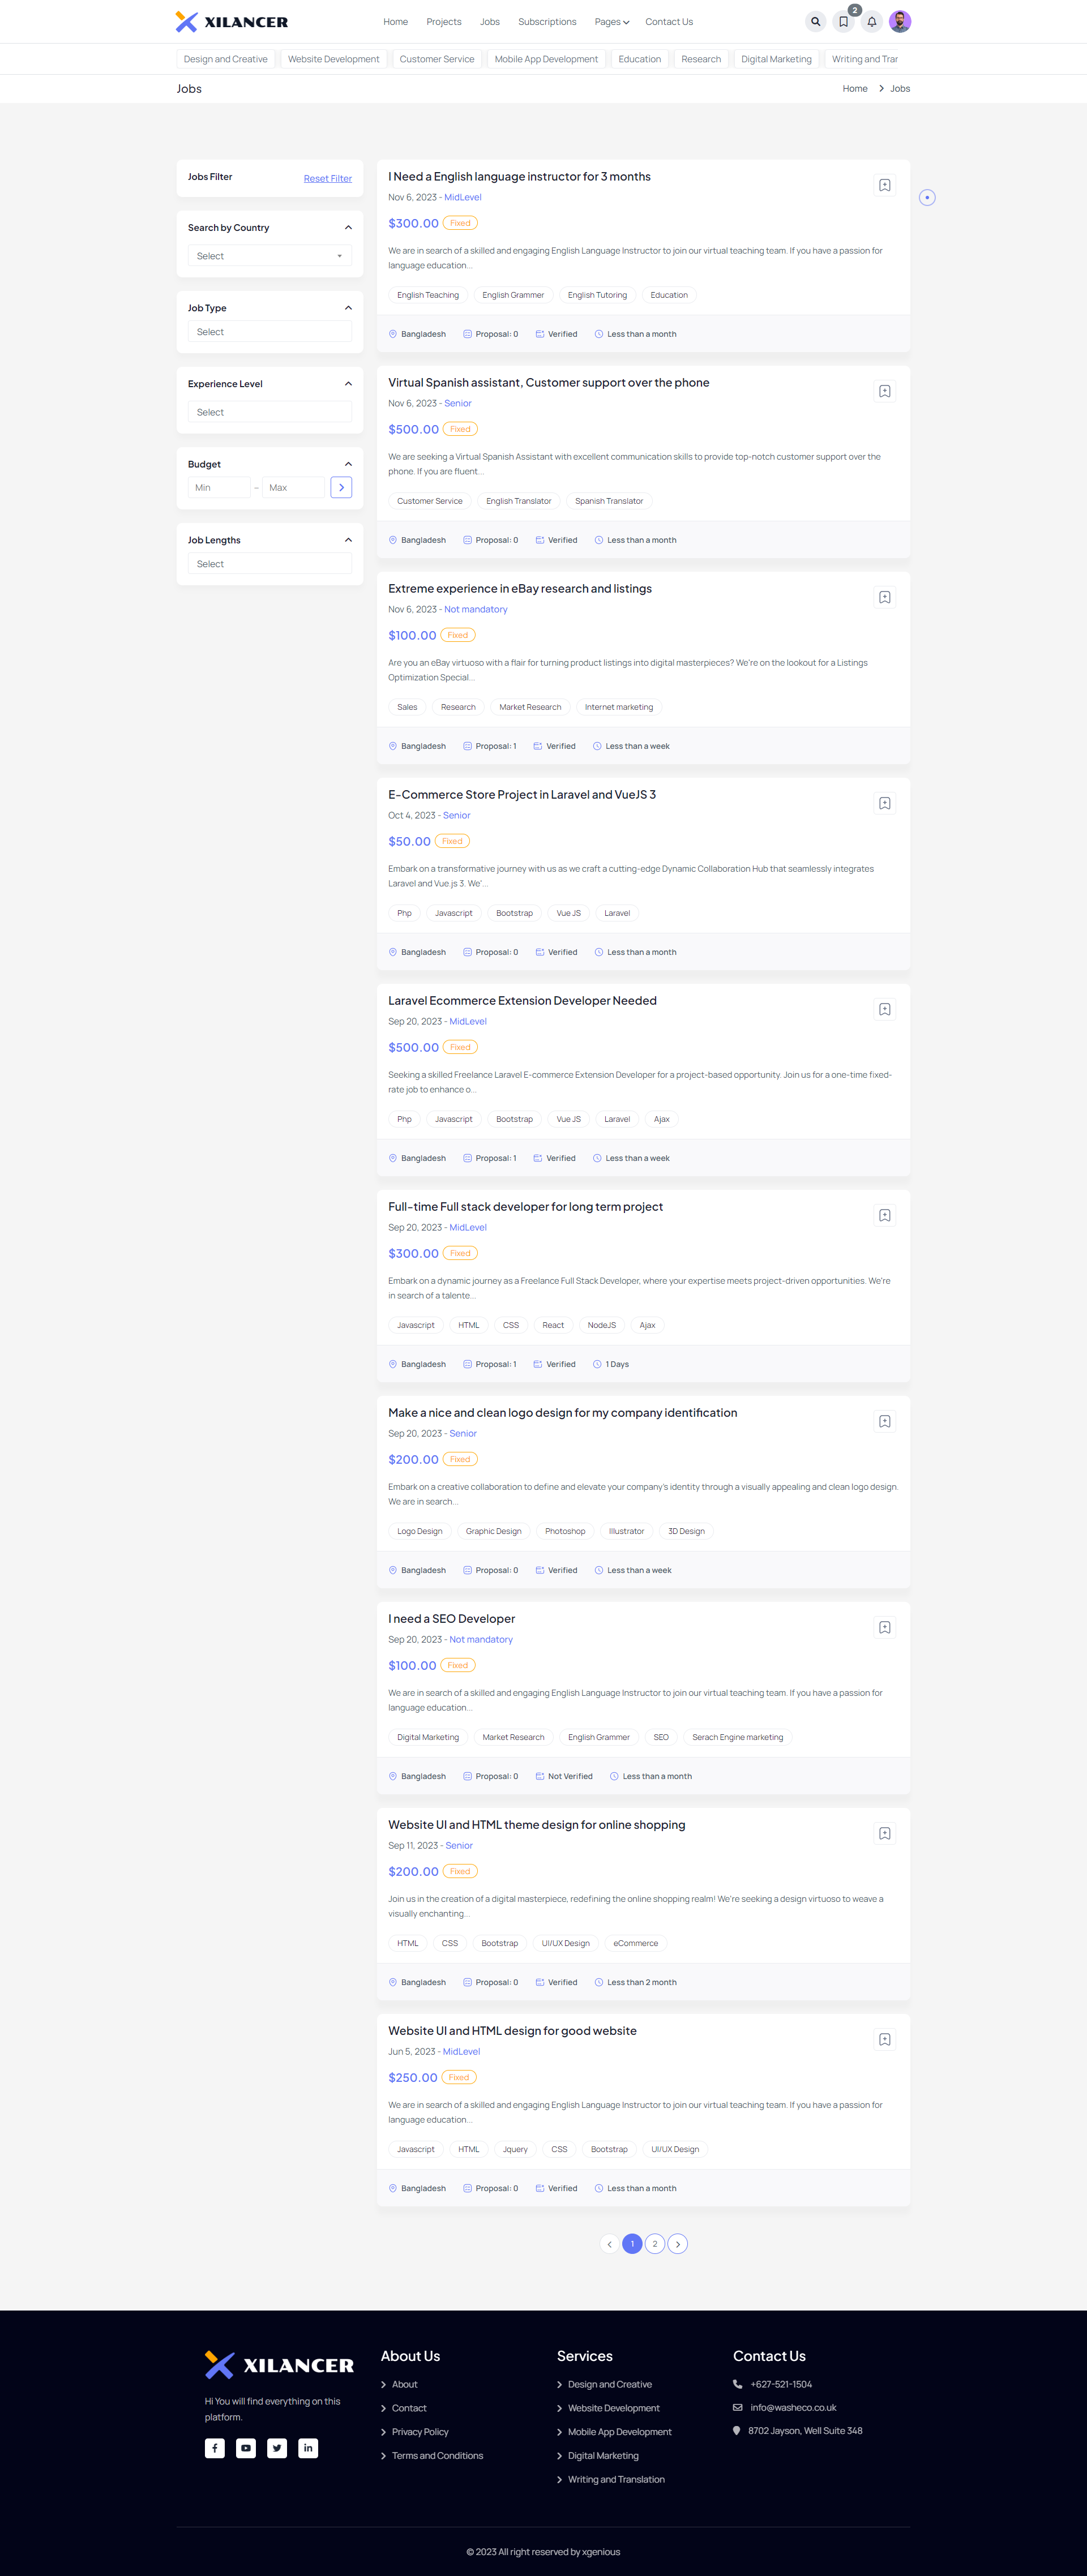 XILANCER
Home Projects Jobs Subscriptions Pages Contact Us
2
Design and Creative Website Development Customer Service Mobile App Development Education Research Digital Marketing Writing and Trar
Jobs
Home Jobs
Jobs Filter
Reset Filter
Search by Country
Select
Job Type
Select
Experience Level
Select
Budget
Min - Max
Job Lengths
Select
I Need a English language instructor for 3 months
Nov 6, 2023 - MidLevel
$300.00 Fixed
We are in search of a skilled and engaging English Language Instructor to join our virtual teaching team. If you have a passion for
language education...
English Teaching English Grammer English Tutoring Education
Bangladesh Proposal: 0 Verified Less than a month
Virtual Spanish assistant, Customer support over the phone
Nov 6, 2023 - Senior
$500.00 Fixed
We are seeking a Virtual Spanish Assistant with excellent communication skills to provide top-notch customer support over the
phone. If you are fluent...
Customer Service English Translator Spanish Translator
Bangladesh Proposal: 0 Verified Less than a month
Extreme experience in eBay research and listings
Nov 6, 2023 - Not mandatory
$100.00 Fixed
Are you an eBay virtuoso with a flair for turning product listings into digital masterpieces? We're on the lookout for a Listings
Optimization Special...
Sales Research Market Research Internet marketing
Bangladesh Proposal: 1 Verified Less than a week
E-Commerce Store Project in Laravel and VueJS 3
Oct 4, 2023 - Senior
$50.00 Fixed
Embark on a transformative journey with us as we craft a cutting-edge Dynamic Collaboration Hub that seamlessly integrates
Laravel and Vue.js 3. We'...
Php Javascript Bootstrap Vue JS Laravel
Bangladesh Proposal: 0 Verified Less than a month
Laravel Ecommerce Extension Developer Needed
Sep 20, 2023 - MidLevel
$500.00 Fixed
Seeking a skilled Freelance Laravel E-commerce Extension Developer for a project-based opportunity. Join us for a one-time fixed-
rate job to enhance o...
Php Javascript Bootstrap Vue JS Laravel Ajax
Bangladesh Proposal: 1 Verified Less than a week
Full-time Full stack developer for long term project
Sep 20, 2023 - MidLevel
$300.00 Fixed
Embark on a dynamic journey as a Freelance Full Stack Developer, where your expertise meets project-driven opportunities. We're
in search of a talente...
Javascript HTML CSS React NodeJS Ajax
Bangladesh Proposal: 1 Verified 1 Days
Make a nice and clean logo design for my company identification
Sep 20, 2023 - Senior
$200.00 Fixed
Embark on a creative collaboration to define and elevate your company's identity through a visually appealing and clean logo design.
We are in search...
Logo Design Graphic Design Photoshop Illustrator 3D Design
Bangladesh Proposal: 0 Verified Less than a week
I need a SEO Developer
Sep 20, 2023 - Not mandatory
$100.00 Fixed
We are in search of a skilled and engaging English Language Instructor to join our virtual teaching team. If you have a passion for
language education...
Digital Marketing Market Research English Grammer SEO Serach Engine marketing
Bangladesh Proposal: 0 Not Verified Less than a month
Website UI and HTML theme design for online shopping
Sep 11, 2023 - Senior
$200.00 Fixed
Join us in the creation of a digital masterpiece, redefining the online shopping realm! We're seeking a design virtuoso to weave a
visually enchanting...
HTML CSS Bootstrap UI/UX Design eCommerce
Bangladesh Proposal: 0 Verified Less than 2 month
Website UI and HTML design for good website
Jun 5, 2023 - MidLevel
$250.00 Fixed
We are in search of a skilled and engaging English Language Instructor to join our virtual teaching team. If you have a passion for
language education...
Javascript HTML Jquery CSS Bootstrap UI/UX Design
Bangladesh Proposal: 0 Verified Less than a month
1 2
XILANCER
Hi You will find everything on this
platform.
About Us
About
Contact
Privacy Policy
Terms and Conditions
Services
Design and Creative
Website Development
Mobile App Development
Digital Marketing
Writing and Translation
Contact Us
+627-521-1504
info@washeco.co.uk
8702 Jayson, Well Suite 348
© 2023 All right reserved by xgenious